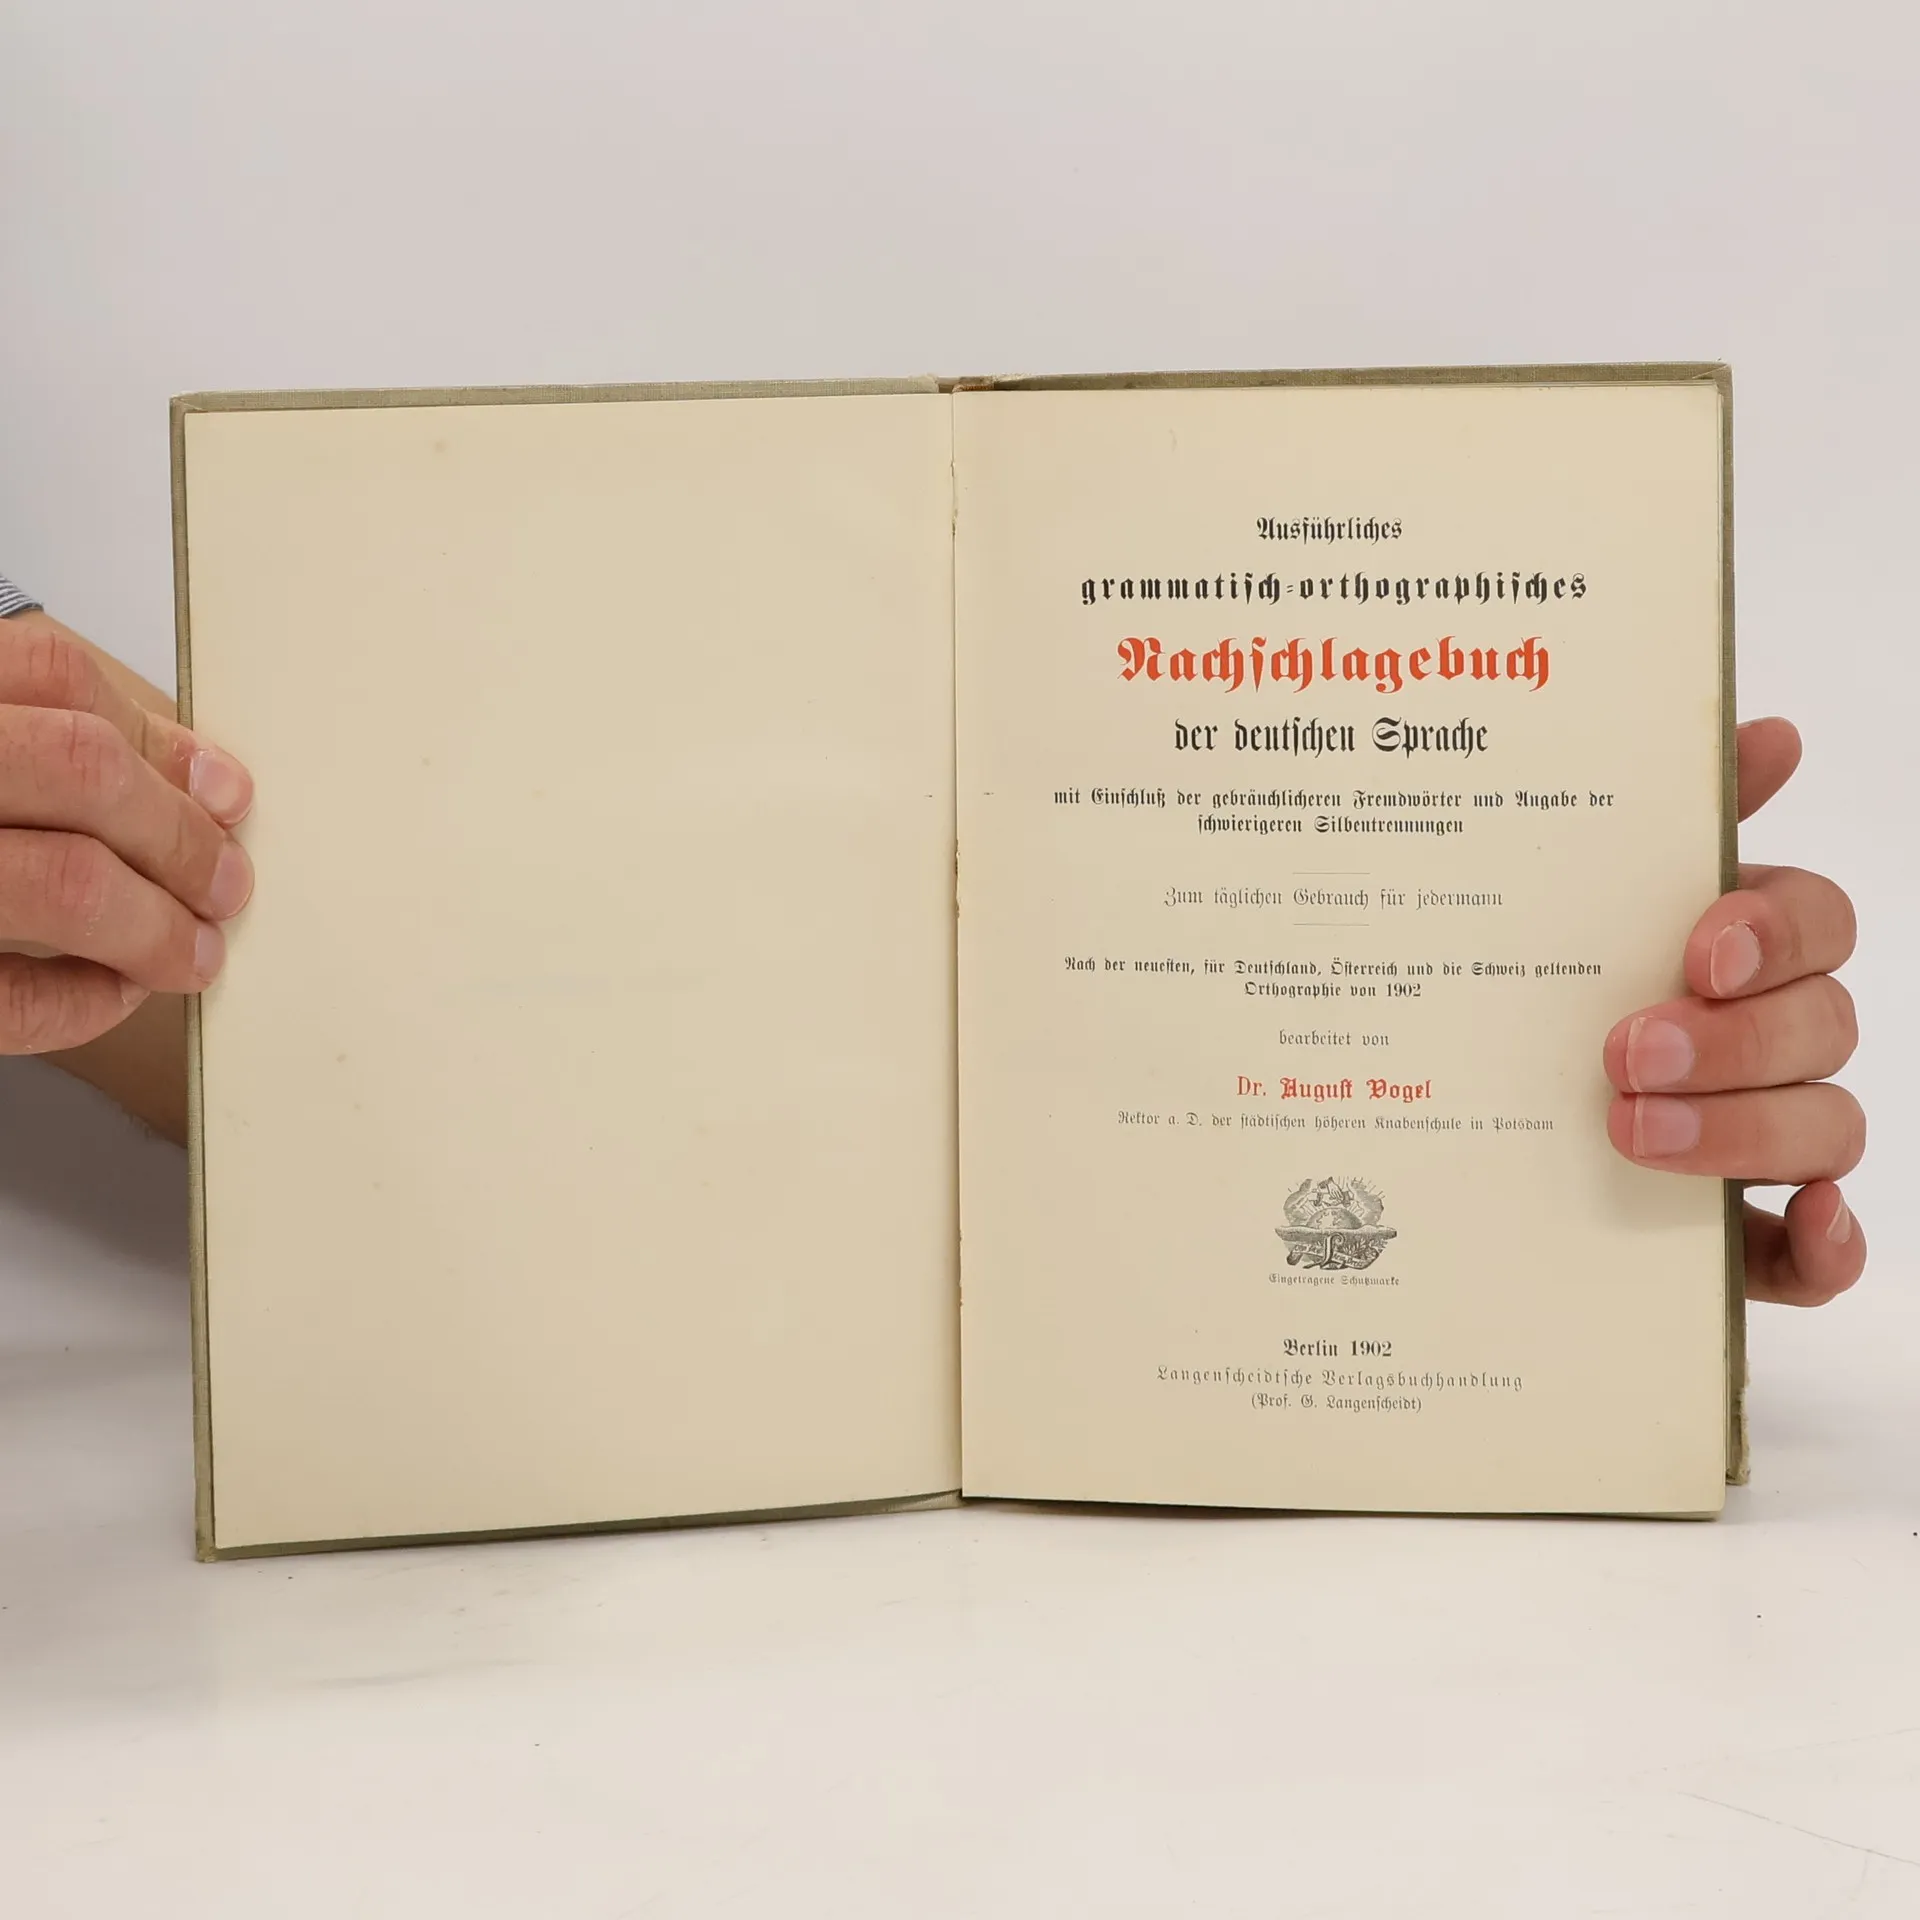 Ausführliches
grammatisch-orthographisches
Nachschlagebuch
der deutschen Sprache
mit Einschluß der gebräuchlicheren Fremdwörter und Angabe der
schwierigeren Silbentrennungen
Zum täglichen Gebrauch für jedermann
Nach der neuesten, für Deutschland, Österreich und die Schweiz geltenden
Orthographie von 1902
bearbeitet von
Dr. August Vogel
Rektor a. D. der städtischen höheren Knabenschule in Potsdam
L
Eingetragene Schutzmarke
Berlin 1902
Langenscheidtsche Verlagsbuchhandlung
(Prof. G. Langenscheidt)